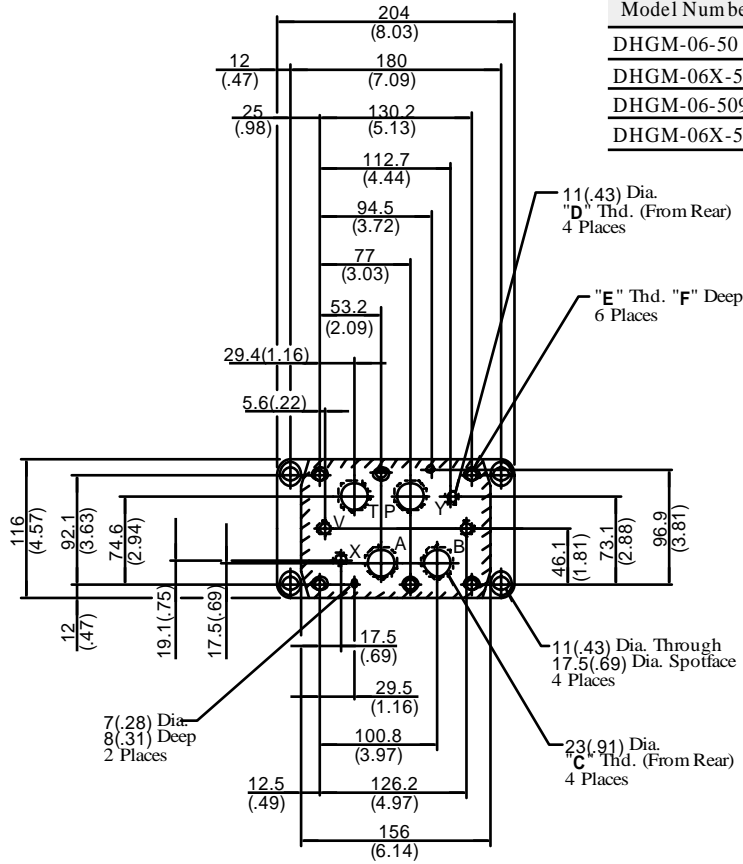 Model Numbe
DHGM-06-50
DHGM-06X-5
DHGM-06-509
DHGM-06X-5
204
(8.03)
12
(.47)
180
(7.09)
25
(.98)
130.2
(5.13)
112.7
(4.44)
94.5
(3.72)
77
(3.03)
53.2
(2.09)
29.4(1.16)
5.6(.22)
11(.43) Dia.
"D" Thd. (From Rear)
4 Places
"E" Thd. "F" Deep
6 Places
T P Y
V
X A B
116
(4.57)
92.1
(3.63)
74.6
(2.94)
12
(.47)
19.1(.75)
17.5(.69)
46.1
(1.81)
73.1
(2.88)
96.9
(3.81)
17.5
(.69)
29.5
(1.16)
100.8
(3.97)
12.5
(.49)
126.2
(4.97)
156
(6.14)
7(.28) Dia.
8(.31) Deep
2 Places
11(.43) Dia. Through
17.5(.69) Dia. Spotface
4 Places
23(.91) Dia.
"C" Thd. (From Rear)
4 Places